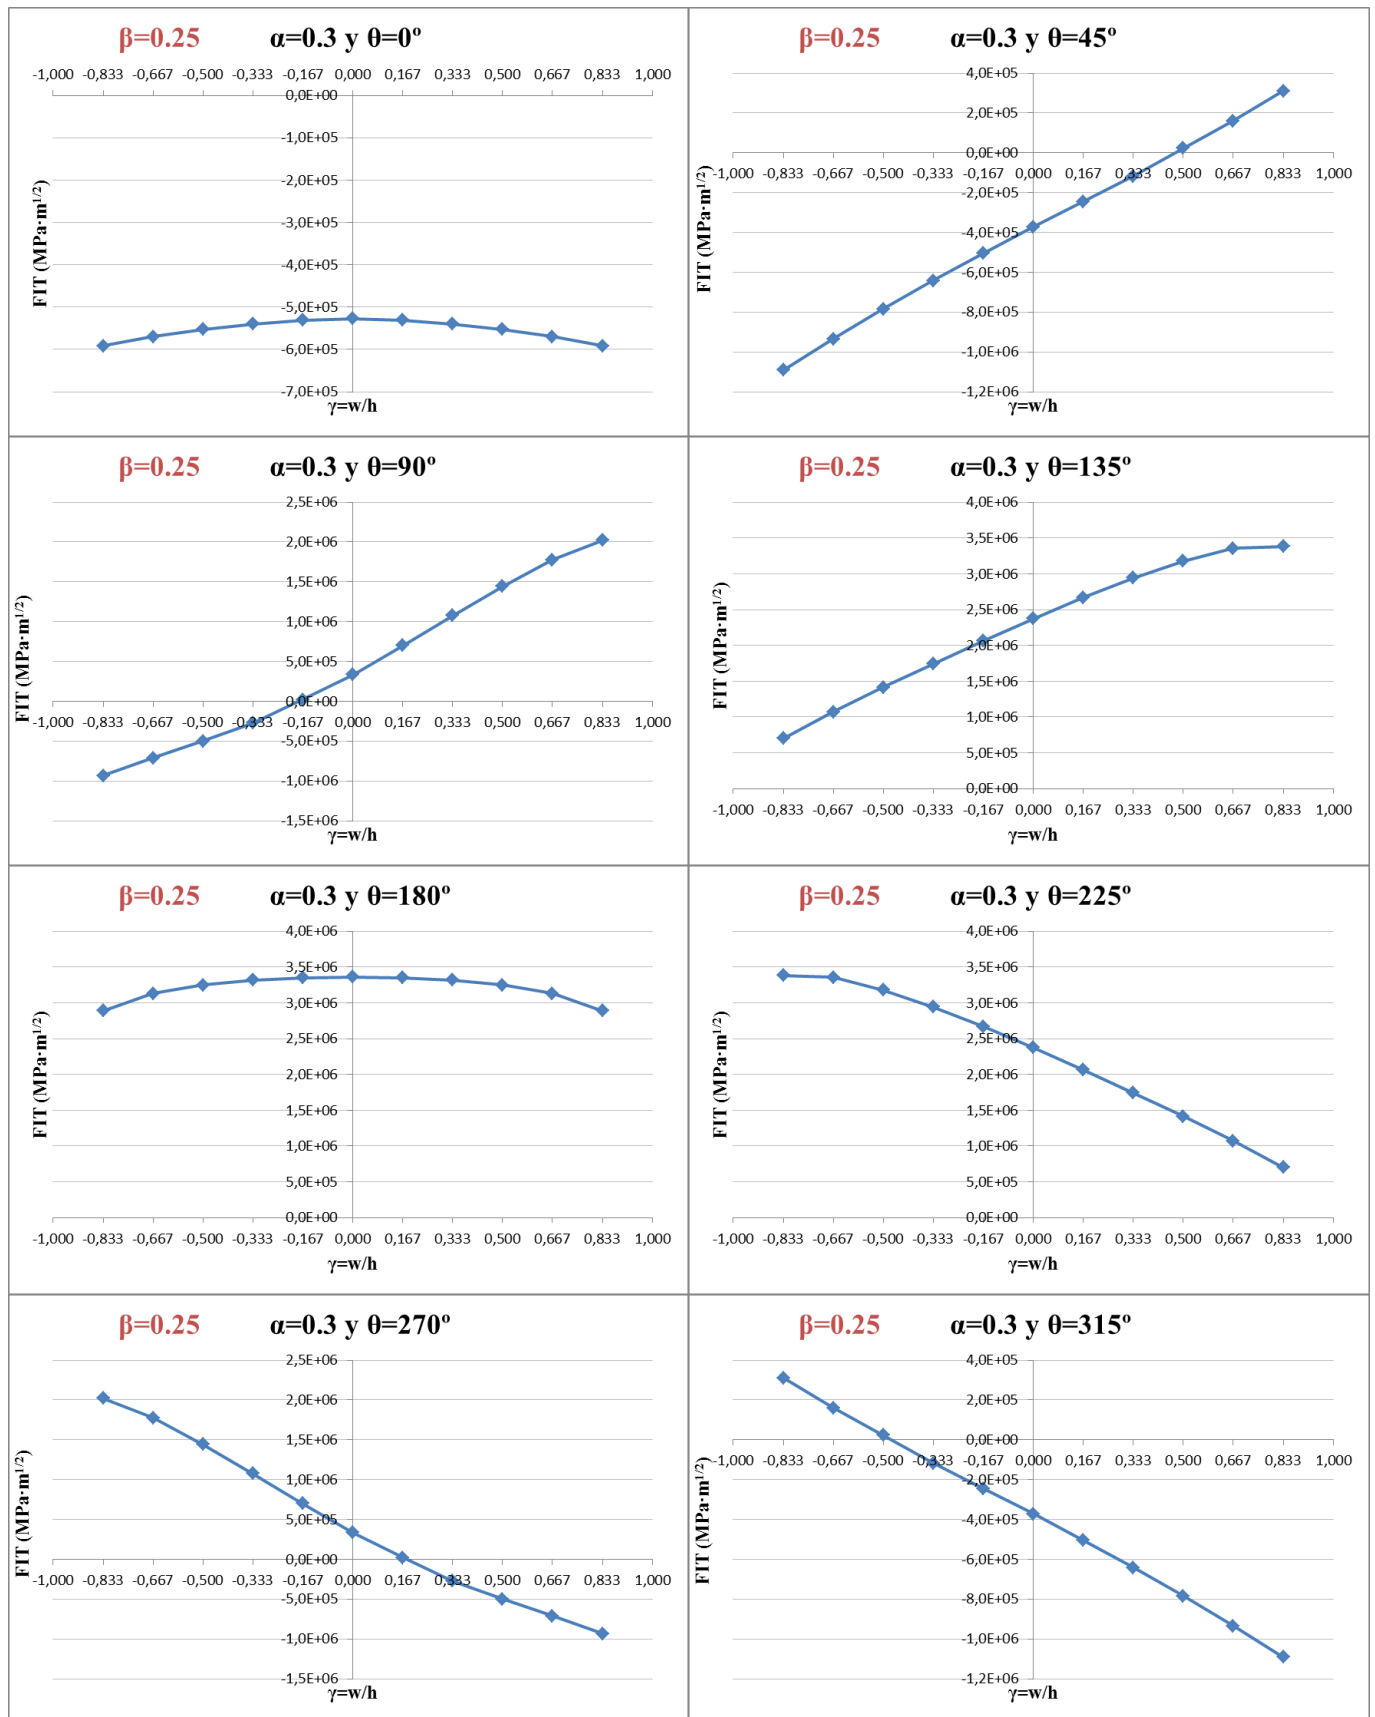 β=0.25 α=0.3 y θ=0º
-1,000 -0,833 -0,667 -0,500 -0,333 -0,167 0,000 0,167 0,333 0,500 0,667 0,833 1,000
0,0E+00
-1,0E+05
-2,0E+05
-3,0E+05
-4,0E+05
-5,0E+05
-6,0E+05
-7,0E+05
FIT (MPa·m1/2)
γ=w/h
β=0.25 α=0.3 y θ=45º
4,0E+05
2,0E+05
0,0E+00
-1,000 -0,833 -0,667 -0,500 -0,333 -0,167 0,000 0,167 0,333 0,500 0,667 0,833 1,000
-2,0E+05
-4,0E+05
-6,0E+05
-8,0E+05
-1,0E+06
-1,2E+06
FIT (MPa·m1/2)
γ=w/h
β=0.25 α=0.3 y θ=90º
2,5E+06
2,0E+06
1,5E+06
1,0E+06
5,0E+05
0,0E+00
-1,000 -0,833 -0,667 -0,500 -0,333 -0,167 0,000 0,167 0,333 0,500 0,667 0,833 1,000
-5,0E+05
-1,0E+06
-1,5E+06
FIT (MPa·m1/2)
γ=w/h
β=0.25 α=0.3 y θ=135º
4,0E+06
3,5E+06
3,0E+06
2,5E+06
2,0E+06
1,5E+06
1,0E+06
5,0E+05
0,0E+00
-1,000 -0,833 -0,667 -0,500 -0,333 -0,167 0,000 0,167 0,333 0,500 0,667 0,833 1,000
FIT (MPa·m1/2)
γ=w/h
β=0.25 α=0.3 y θ=180º
4,0E+06
3,5E+06
3,0E+06
2,5E+06
2,0E+06
1,5E+06
1,0E+06
5,0E+05
0,0E+00
-1,000 -0,833 -0,667 -0,500 -0,333 -0,167 0,000 0,167 0,333 0,500 0,667 0,833 1,000
FIT (MPa·m1/2)
γ=w/h
β=0.25 α=0.3 y θ=225º
4,0E+06
3,5E+06
3,0E+06
2,5E+06
2,0E+06
1,5E+06
1,0E+06
5,0E+05
0,0E+00
-1,000 -0,833 -0,667 -0,500 -0,333 -0,167 0,000 0,167 0,333 0,500 0,667 0,833 1,000
FIT (MPa·m1/2)
γ=w/h
β=0.25 α=0.3 y θ=270º
2,5E+06
2,0E+06
1,5E+06
1,0E+06
5,0E+05
0,0E+00
-1,000 -0,833 -0,667 -0,500 -0,333 -0,167 0,000 0,167 0,333 0,500 0,667 0,833 1,000
-5,0E+05
-1,0E+06
-1,5E+06
FIT (MPa·m1/2)
γ=w/h
β=0.25 α=0.3 y θ=315º
4,0E+05
2,0E+05
0,0E+00
-1,000 -0,833 -0,667 -0,500 -0,333 -0,167 0,000 0,167 0,333 0,500 0,667 0,833 1,000
-2,0E+05
-4,0E+05
-6,0E+05
-8,0E+05
-1,0E+06
-1,2E+06
FIT (MPa·m1/2)
γ=w/h